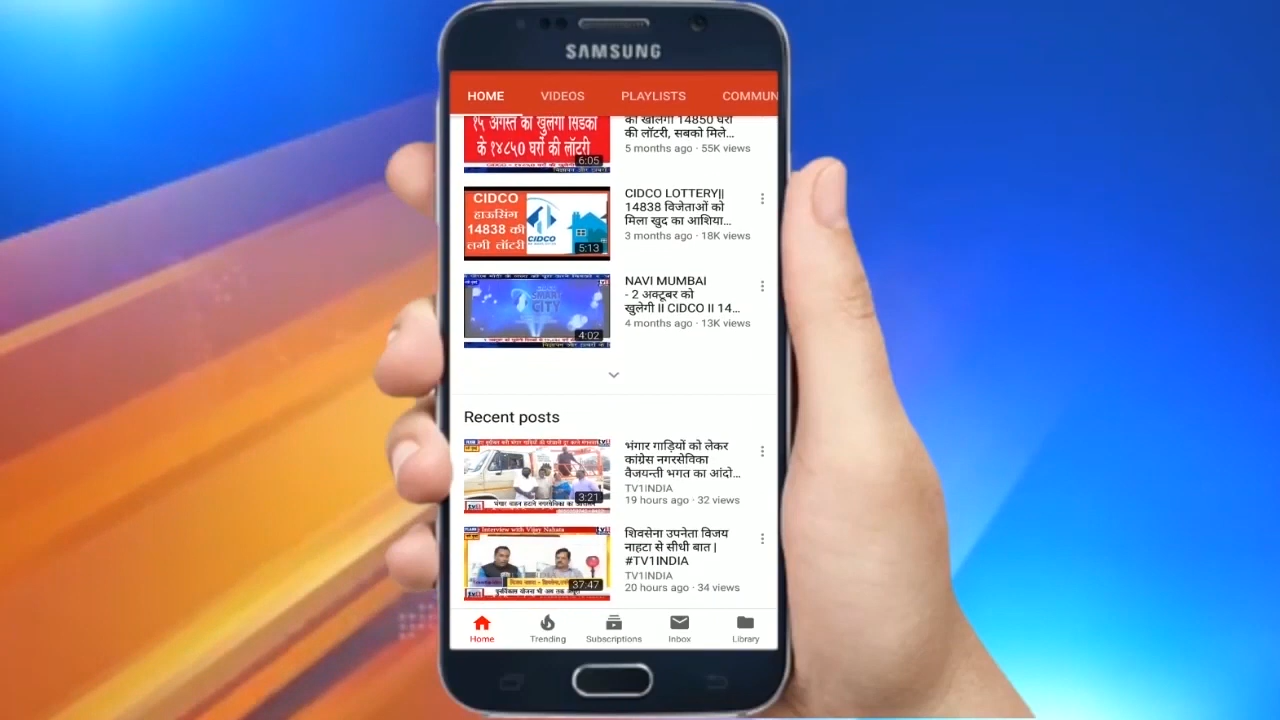 SAMSUNG
HOME VIDEOS PLAYLISTS COMMUN
१५ अगस्त को खुलेगी सिडको
के १४८५० घरों की लॉटरी
6:05
को खुलेगी 14850 घरों
की लॉटरी, सबको मिले...
5 months ago · 55K views
CIDCO
हाऊसिंग
14838 की
लगी लॉटरी
CIDCO
5:13
CIDCO LOTTERY||
14838 विजेताओं को
मिला खुद का आशिया...
3 months ago · 18K views
SMART
CITY
4:02
NAVI MUMBAI
- 2 अक्टूबर को
खुलेगी II CIDCO II 14...
4 months ago · 13K views
Recent posts
3:21
भंगार गाड़ियों को लेकर
कांग्रेस नगरसेविका
वैजयन्ती भगत का आंदो...
TV1INDIA
19 hours ago · 32 views
Interview with Vijay Nahata
37:47
शिवसेना उपनेता विजय
नाहटा से सीधी बात |
#TV1INDIA
TV1INDIA
20 hours ago · 34 views
Home Trending Subscriptions Inbox Library